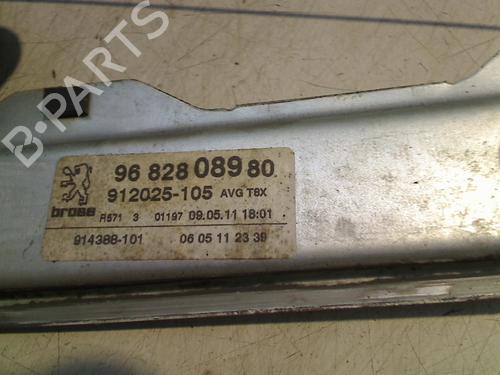 B-PARTS
96 828 089 80
912025-105 AVG T8X
brose
R571 3 01197 09.05.11 18:01
914388-101 06 05 11 23 39